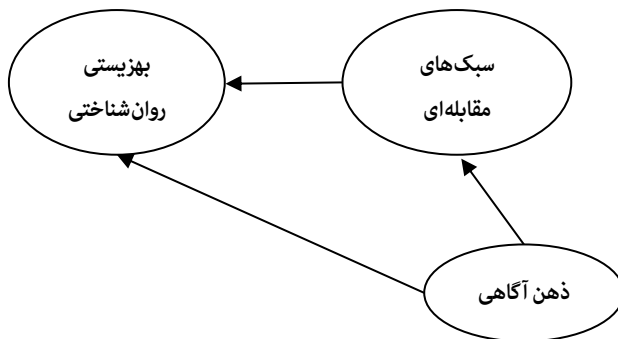 سبک‌های
مقابله‌ای
بهزیستی
روان‌شناختی
ذهن آگاهی